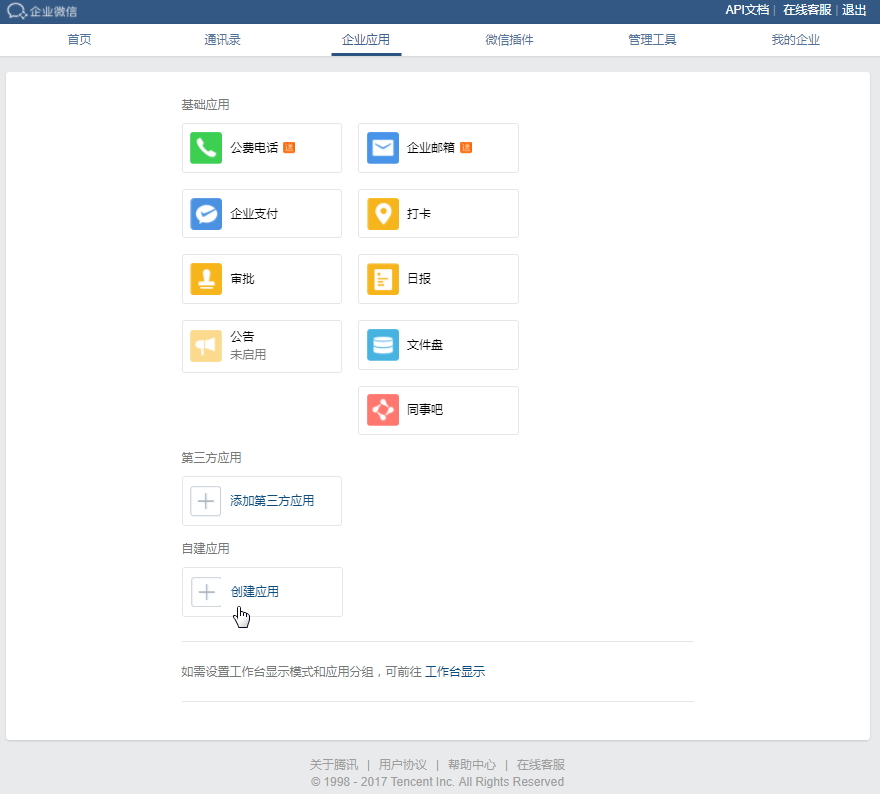 企业微信
API文档 | 在线客服 | 退出
首页 通讯录 企业应用 微信插件 管理工具 我的企业
基础应用
公费电话 送 企业邮箱 送
企业支付 打卡
审批 日报
公告
未启用
文件盘
同事吧
第三方应用
添加第三方应用
自建应用
创建应用
如需设置工作台显示模式和应用分组，可前往 工作台显示
关于腾讯 | 用户协议 | 帮助中心 | 在线客服
© 1998 - 2017 Tencent Inc. All Rights Reserved